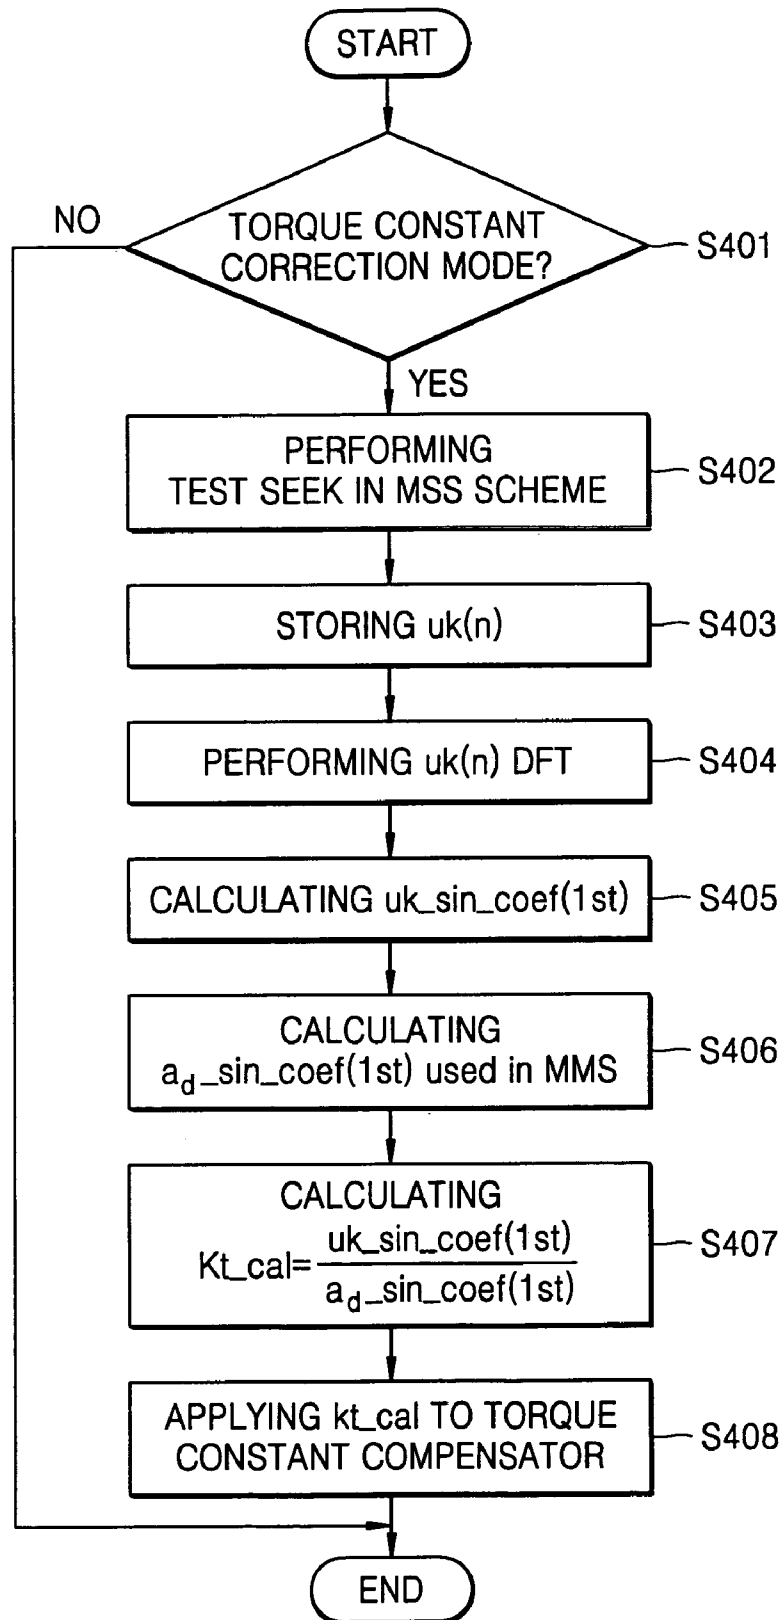 START
NO
TORQUE CONSTANT
CORRECTION MODE?
S401
YES
PERFORMING
TEST SEEK IN MSS SCHEME
S402
STORING uk(n)
S403
PERFORMING uk(n) DFT
S404
CALCULATING uk_sin_coef(1st)
S405
CALCULATING
a_d_sin_coef(1st) used in MMS
S406
CALCULATING
Kt_cal= uk_sin_coef(1st)
a_d_sin_coef(1st)
S407
APPLYING kt_cal TO TORQUE
CONSTANT COMPENSATOR
S408
END